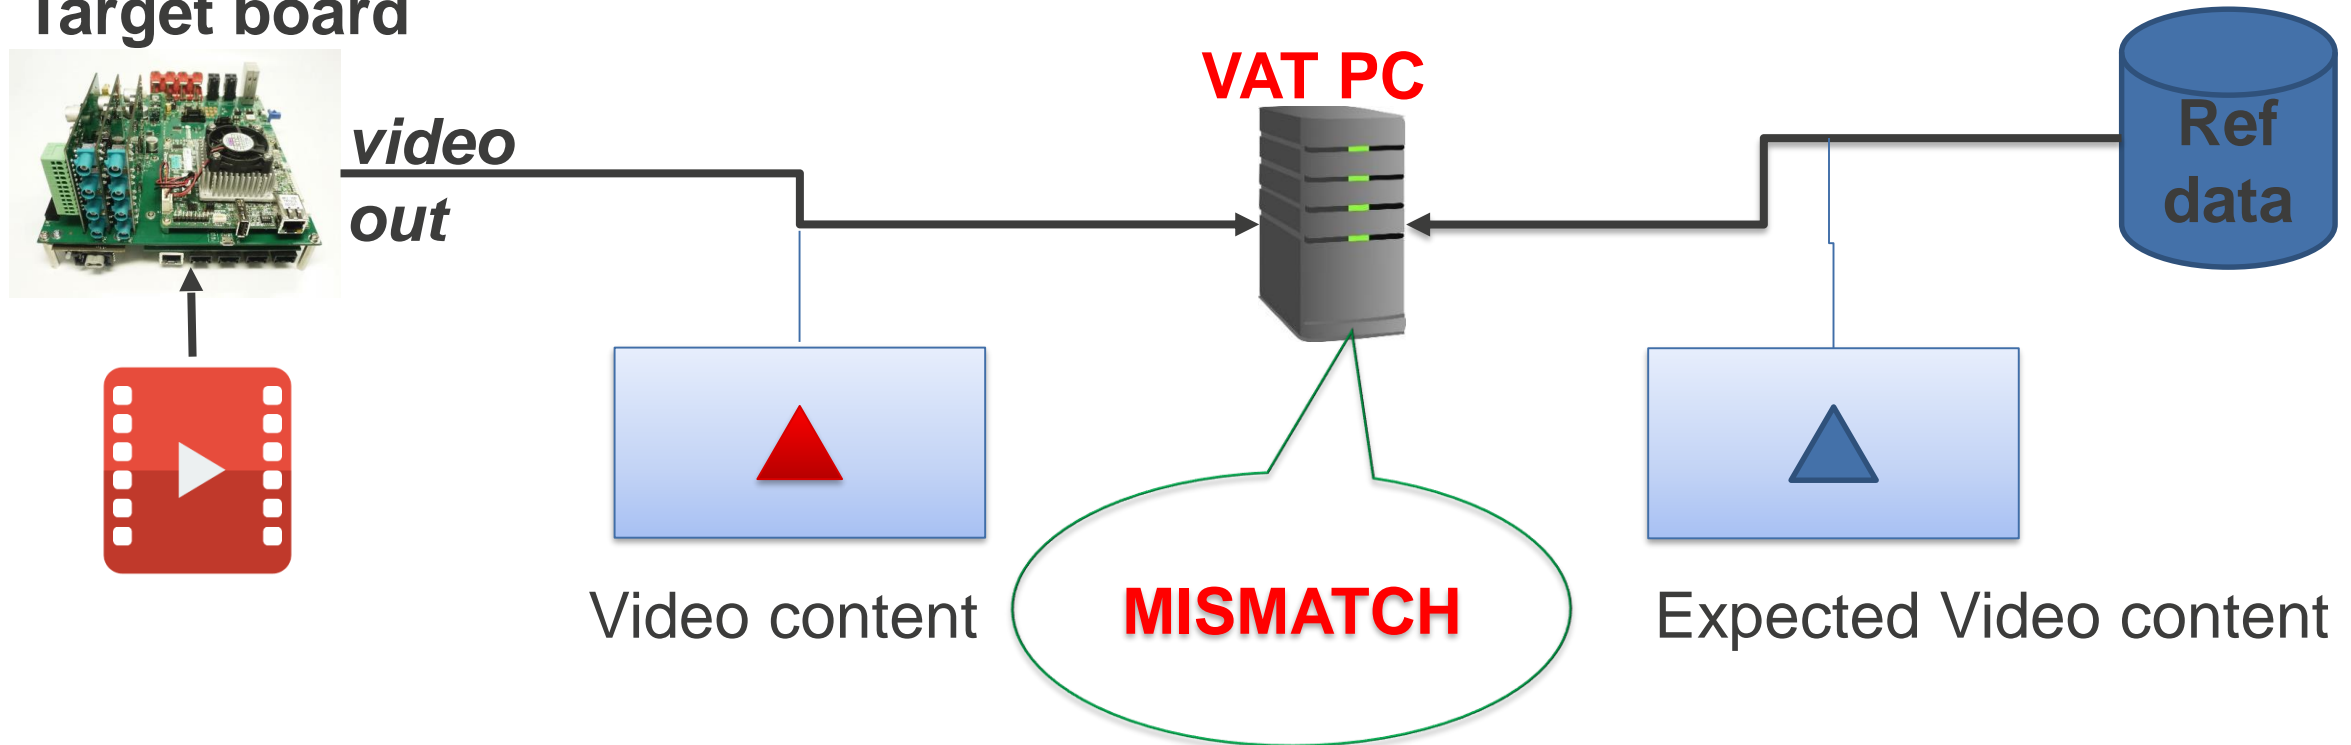 Target board
VAT PC
video
out
Ref
data
Video content
MISMATCH
Expected Video content